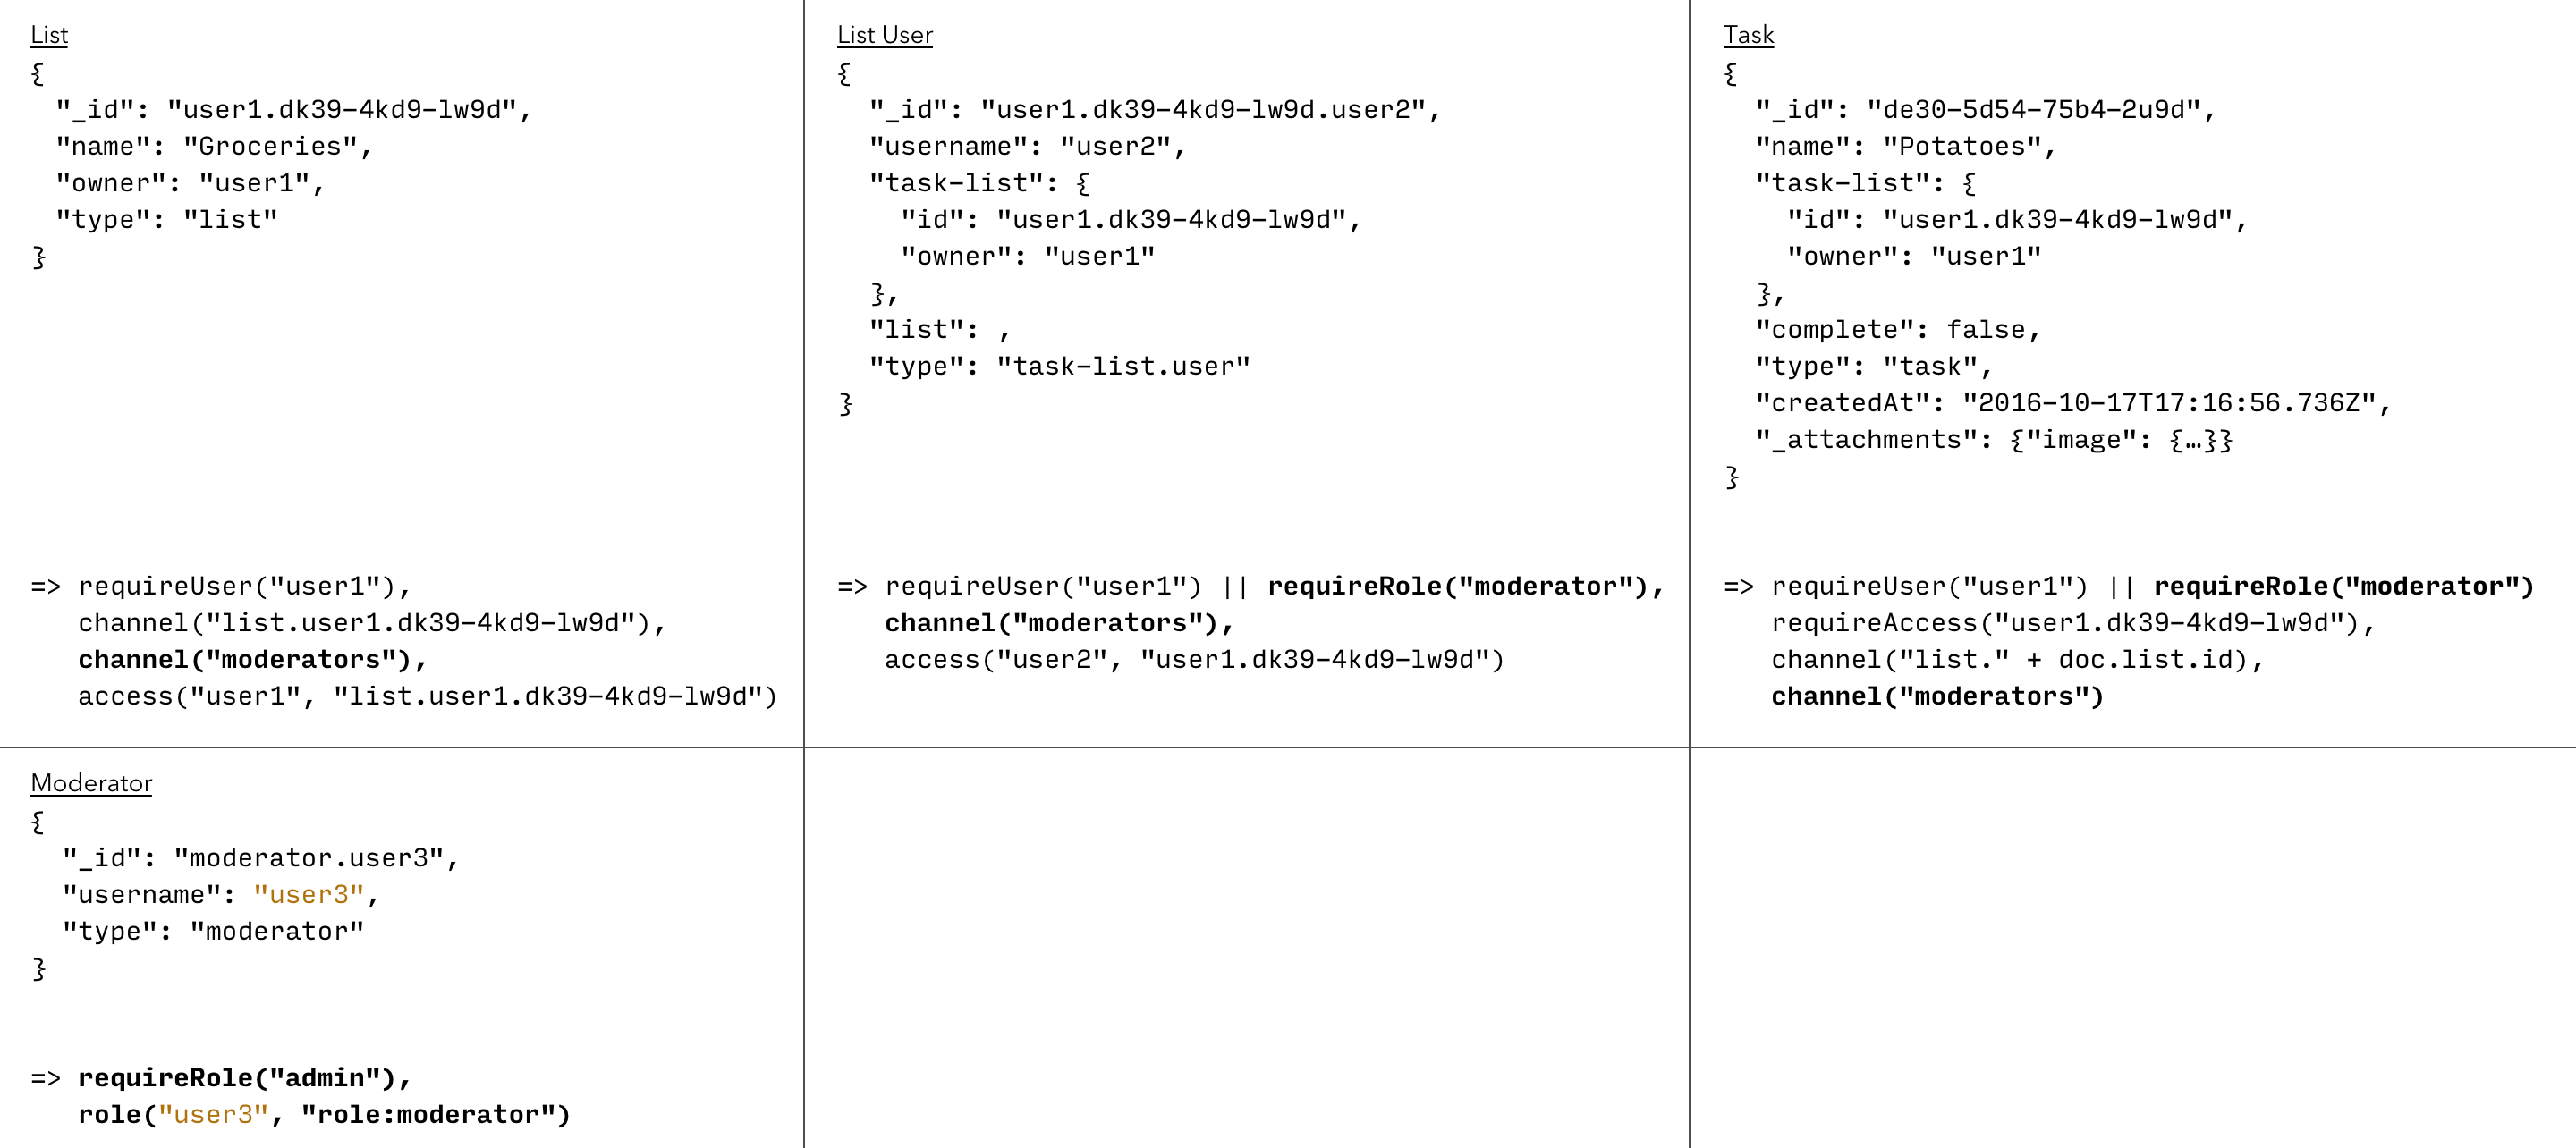 List
{
"_id": "user1.dk39-4kd9-lw9d",
"name": "Groceries",
"owner": "user1",
"type": "list"
}
=> requireUser("user1"),
channel("list.user1.dk39-4kd9-lw9d"),
channel("moderators"),
access("user1", "list.user1.dk39-4kd9-lw9d")
List User
{
"_id": "user1.dk39-4kd9-lw9d.user2",
"username": "user2",
"task-list": {
"id": "user1.dk39-4kd9-lw9d",
"owner": "user1"
},
"list": ,
"type": "task-list.user"
}
=> requireUser("user1") || requireRole("moderator"),
channel("moderators"),
access("user2", "user1.dk39-4kd9-lw9d")
Task
{
"_id": "de30-5d54-75b4-2u9d",
"name": "Potatoes",
"task-list": {
"id": "user1.dk39-4kd9-lw9d",
"owner": "user1"
},
"complete": false,
"type": "task",
"createdAt": "2016-10-17T17:16:56.736Z",
"_attachments": {"image": {…}}
}
=> requireUser("user1") || requireRole("moderator")
requireAccess("user1.dk39-4kd9-lw9d"),
channel("list." + doc.list.id),
channel("moderators")
Moderator
{
"_id": "moderator.user3",
"username": "user3",
"type": "moderator"
}
=> requireRole("admin"),
role("user3", "role:moderator")